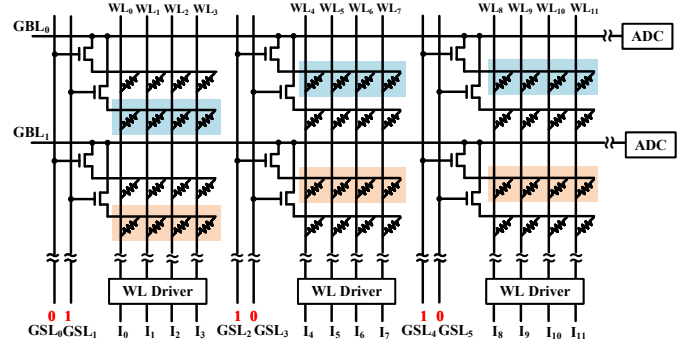 WL₀ WL₁ WL₂ WL₃ WL₄ WL₅ WL₆ WL₇ WL₈ WL₉ WL₁₀ WL₁₁
GBL₀
ADC
GBL₁
ADC
WL Driver WL Driver WL Driver
0 1 1 0 1 0
GSL₀ GSL₁ I₀ I₁ I₂ I₃ GSL₂ GSL₃ I₄ I₅ I₆ I₇ GSL₄ GSL₅ I₈ I₉ I₁₀ I₁₁